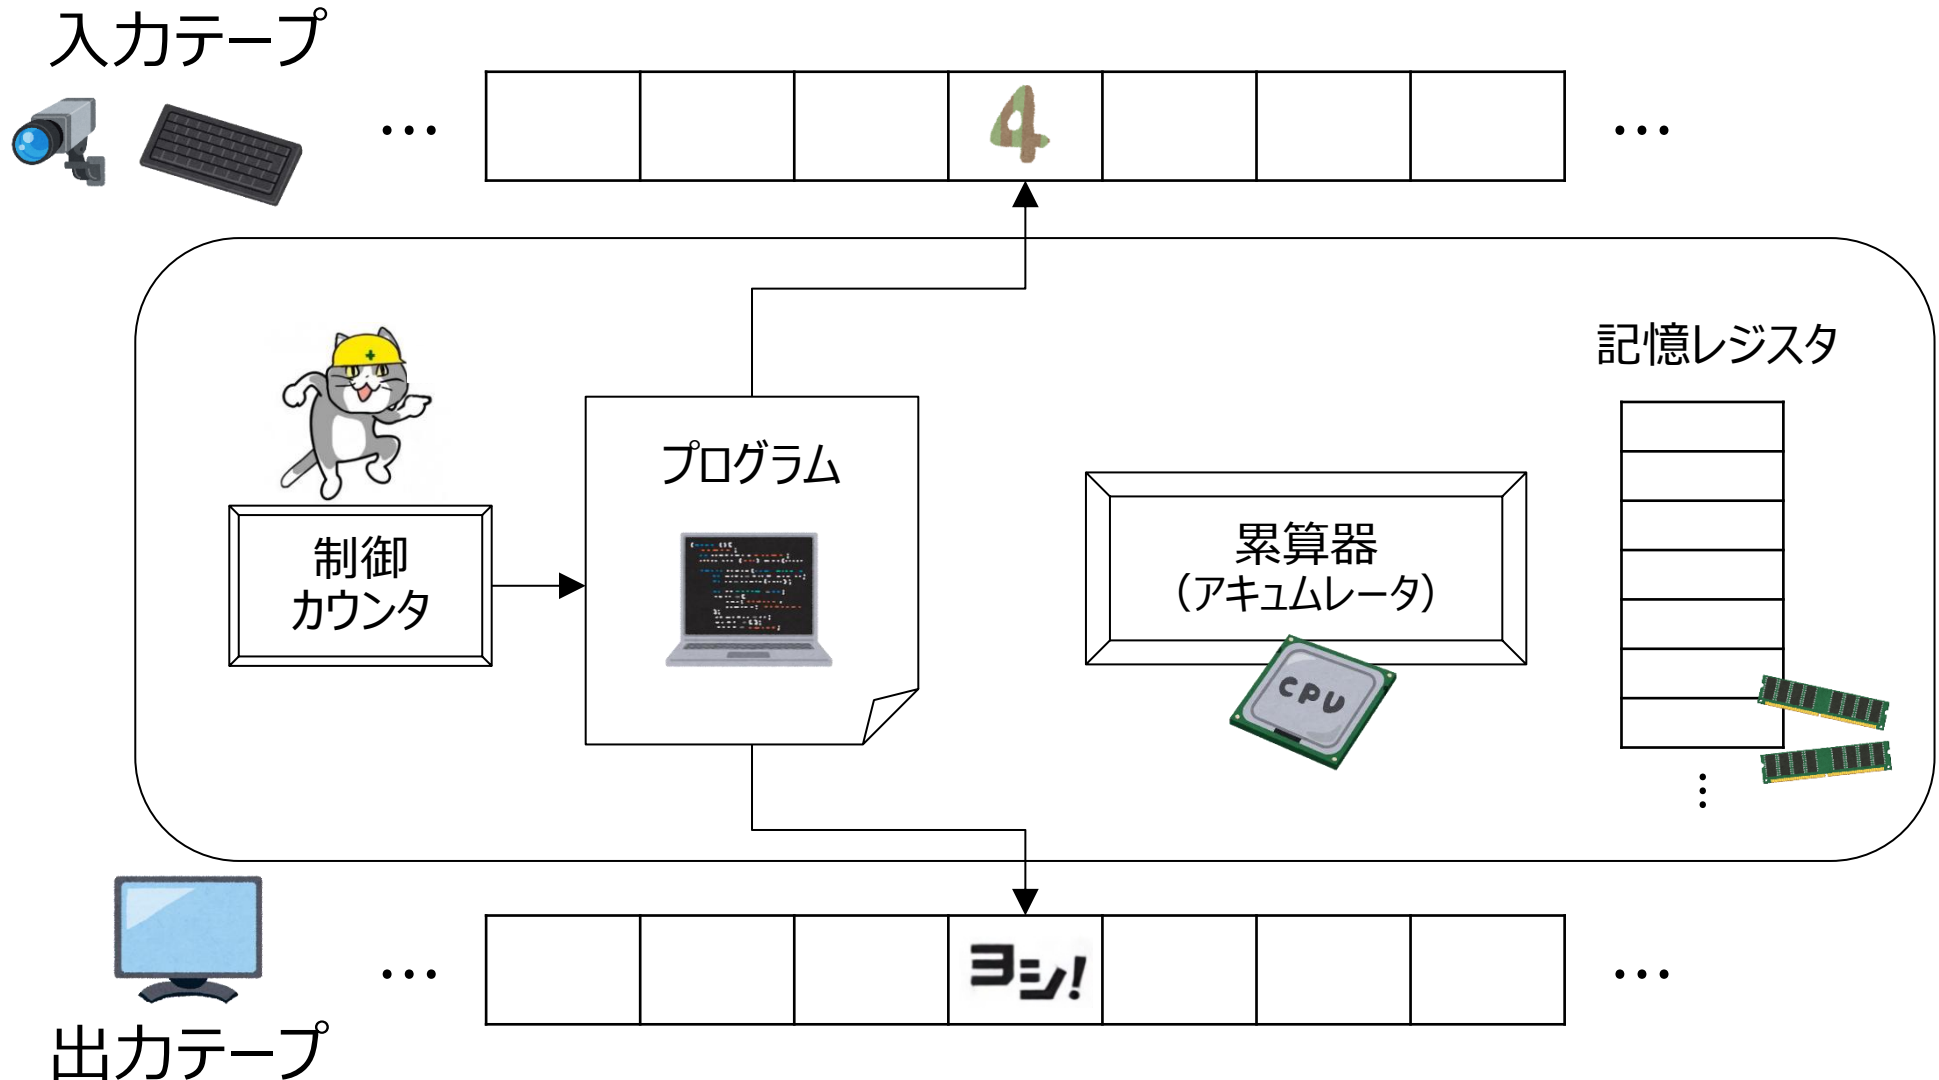 入力テープ
… 4 …
記憶レジスタ
プログラム
制御
カウンタ
累算器
（アキュムレータ）
CPU
⋮
… ヨシ! …
出力テープ